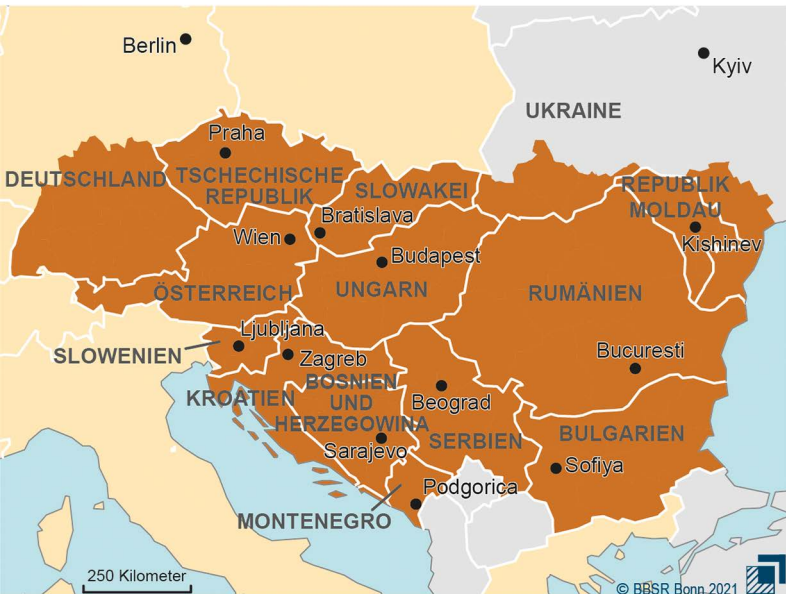 Berlin
Kyiv
UKRAINE
Praha
DEUTSCHLAND
TSCHECHISCHE
REPUBLIK
SLOWAKEI
REPUBLIK
MOLDAU
Bratislava
Wien
Kishinev
Budapest
ÖSTERREICH
UNGARN
RUMÄNIEN
Ljubljana
SLOWENIEN
Zagreb
Bucuresti
BOSNIEN
UND
HERZEGOWINA
KROATIEN
Beograd
SERBIEN
BULGARIEN
Sarajevo
Sofiya
Podgorica
MONTENEGRO
250 Kilometer
© BBSR Bonn 2021